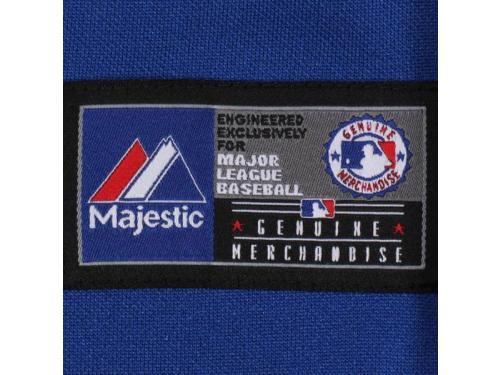 Majestic
ENGINEERED
EXCLUSIVELY
FOR
MAJOR
LEAGUE
BASEBALL
GENUINE
MERCHANDISE
GENUINE
MERCHANDISE